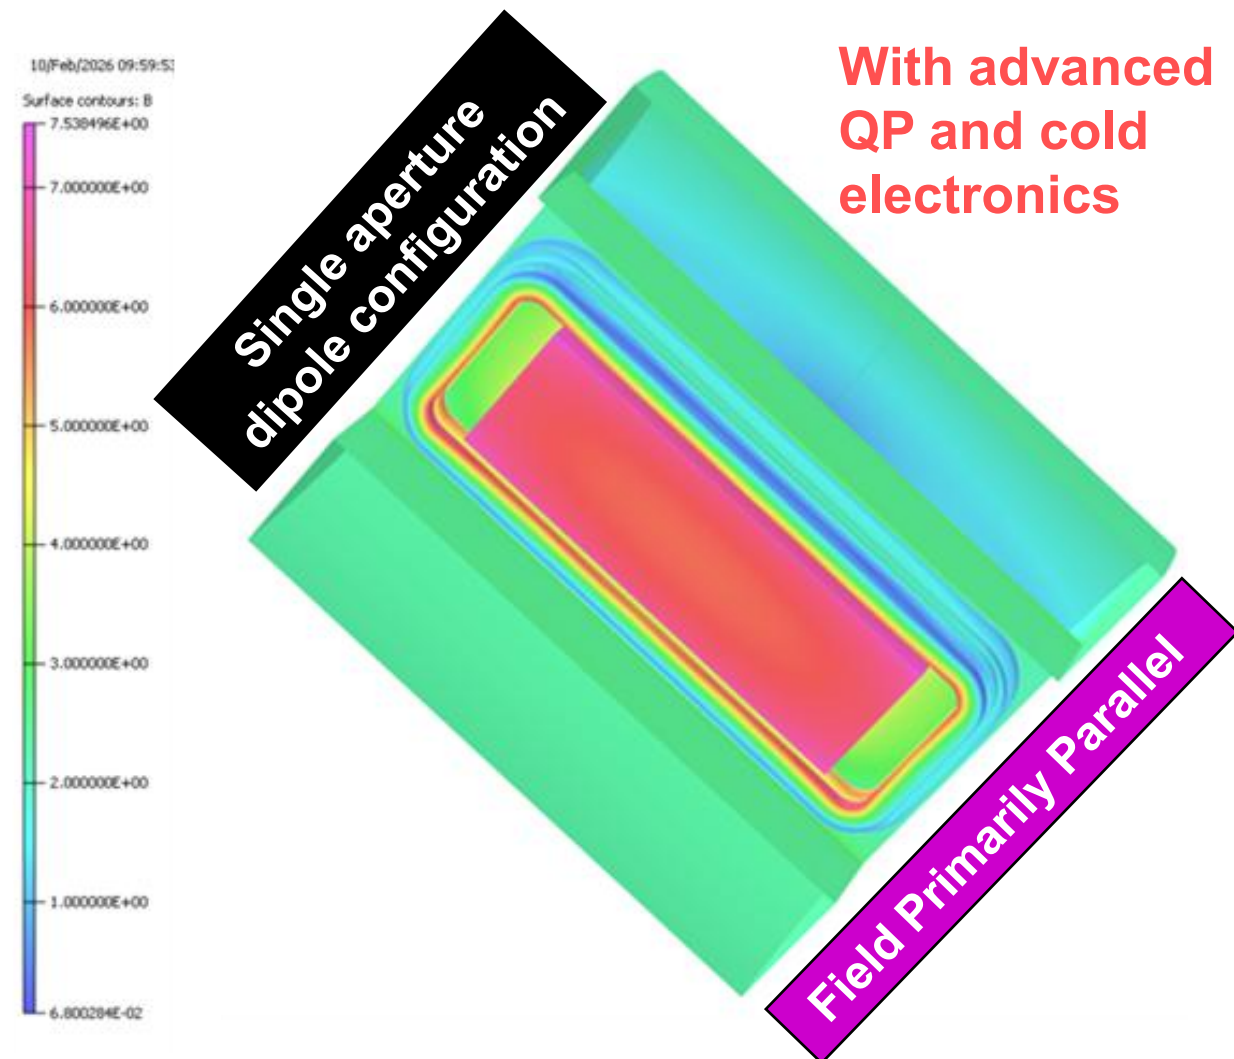 10/Feb/2026 09:59:53
Surface contours: B
7.538496E+00
7.000000E+00
6.000000E+00
5.000000E+00
4.000000E+00
3.000000E+00
2.000000E+00
1.000000E+00
6.800284E-02
Single aperture
dipole configuration
With advanced
QP and cold
electronics
Field Primarily Parallel